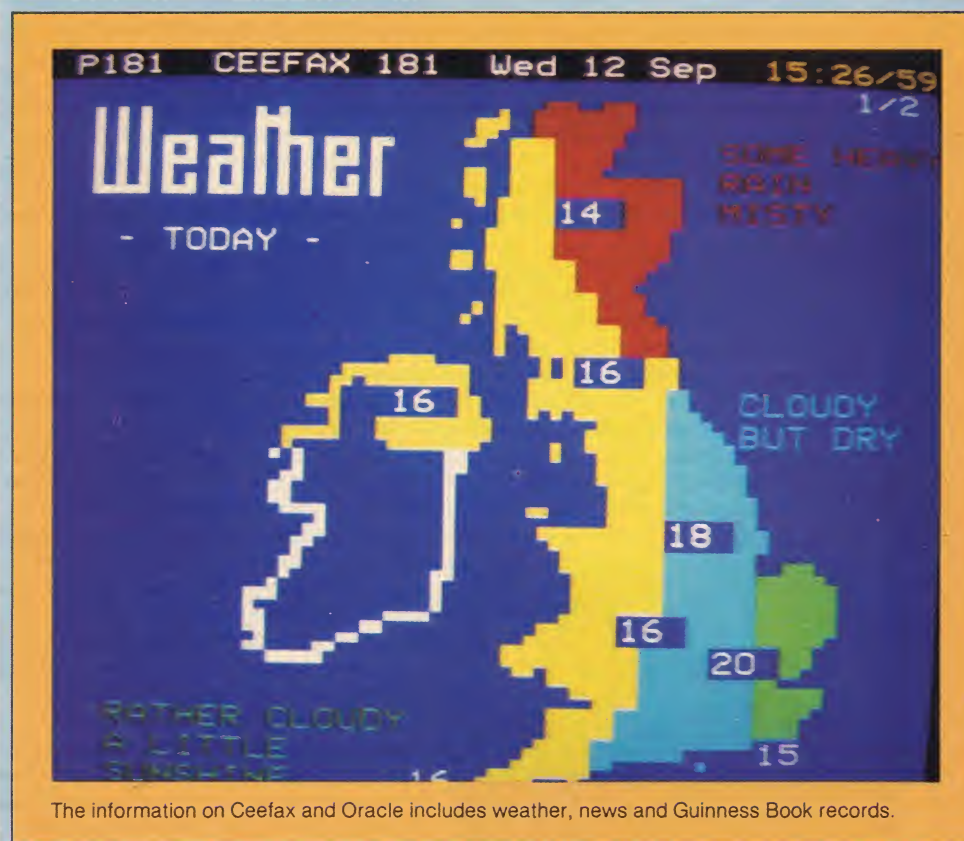 P181 CEEFAX 181 Wed 12 Sep 15:26/59
1/2
Weather
- TODAY -
SOME HEAVY
RAIN
MISTY
14
16
16
CLOUDY
BUT DRY
18
16
20
RATHER CLOUDY
A LITTLE
SUNSHINE
16
15
The information on Ceefax and Oracle includes weather, news and Guinness Book records.